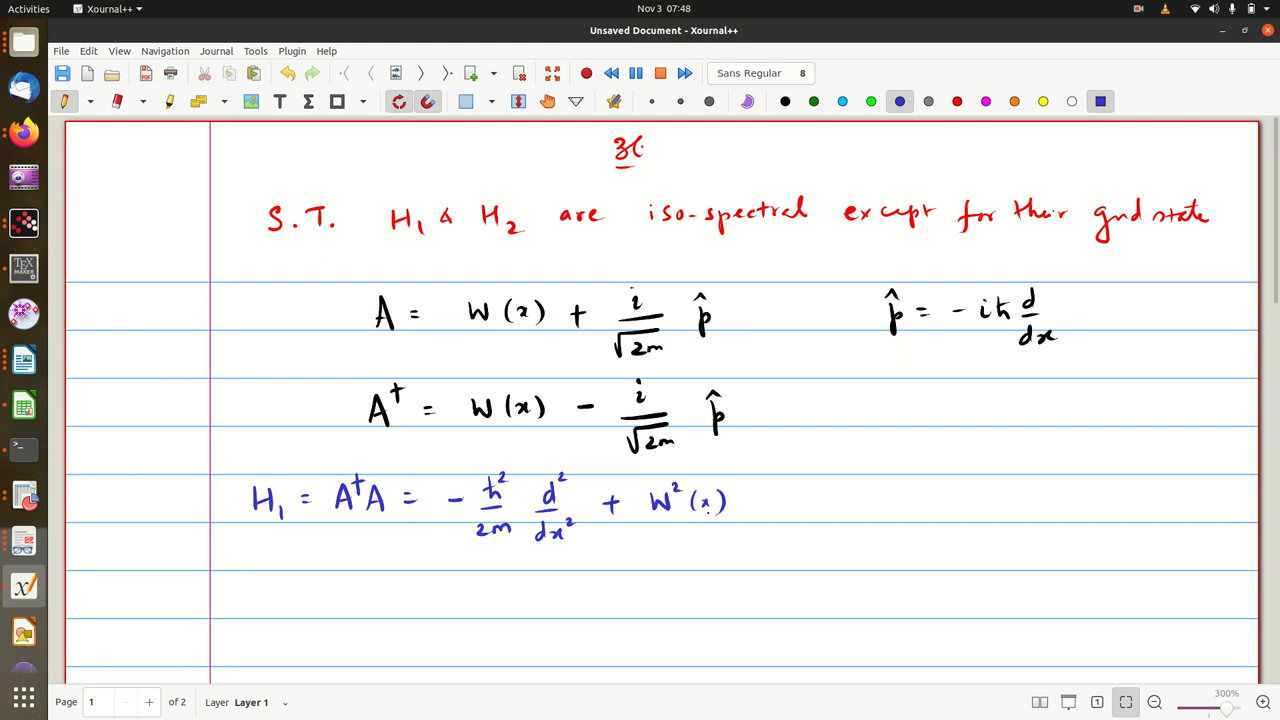 Activities
Xournal++
Nov 3 07:48
Unsaved Document - Xournal++
File Edit View Navigation Journal Tools Plugin Help
Sans Regular 8
S.T. H₁ & H₂ are iso-spectral except for their gnd state
A = W(x) + i/√2m p̂
p̂ = -iħ d/dx
A† = W(x) - i/√2m p̂
H₁ = A†A = - ħ²/2m d²/dx² + W²(x)
Page 1 of 2 Layer Layer 1
300%